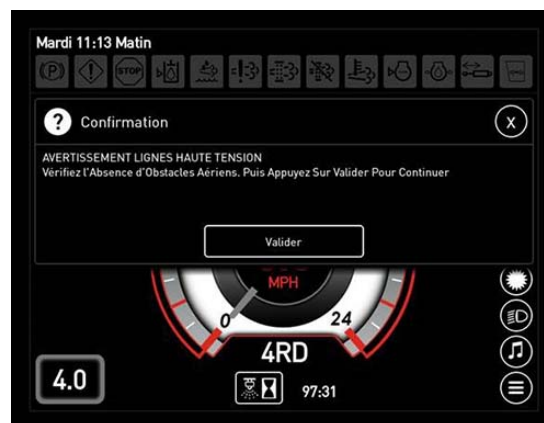 Mardi 11:13 Matin
(P)
STOP
? Confirmation
X
AVERTISSEMENT LIGNES HAUTE TENSION
Vérifiez l'Absence d'Obstacles Aériens. Puis Appuyez Sur Valider Pour Continuer
Valider
MPH
0 24
4RD
4.0
97:31